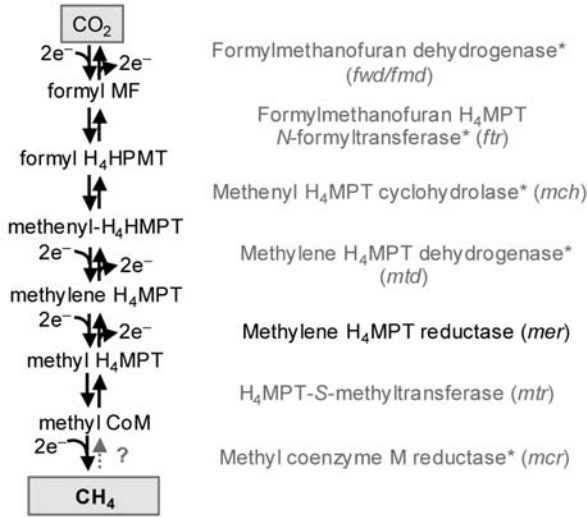 CO₂
2e⁻ 2e⁻ Formylmethanofuran dehydrogenase*
(fwd/fmd)
formyl MF
Formylmethanofuran H₄MPT
N-formyltransferase* (ftr)
formyl H₄HPMT
Methenyl H₄MPT cyclohydrolase* (mch)
methenyl-H₄HMPT
2e⁻ 2e⁻ Methylene H₄MPT dehydrogenase*
(mtd)
methylene H₄MPT
2e⁻ 2e⁻ Methylene H₄MPT reductase (mer)
methyl H₄MPT
H₄MPT-S-methyltransferase (mtr)
methyl CoM
2e⁻ ? Methyl coenzyme M reductase* (mcr)
CH₄